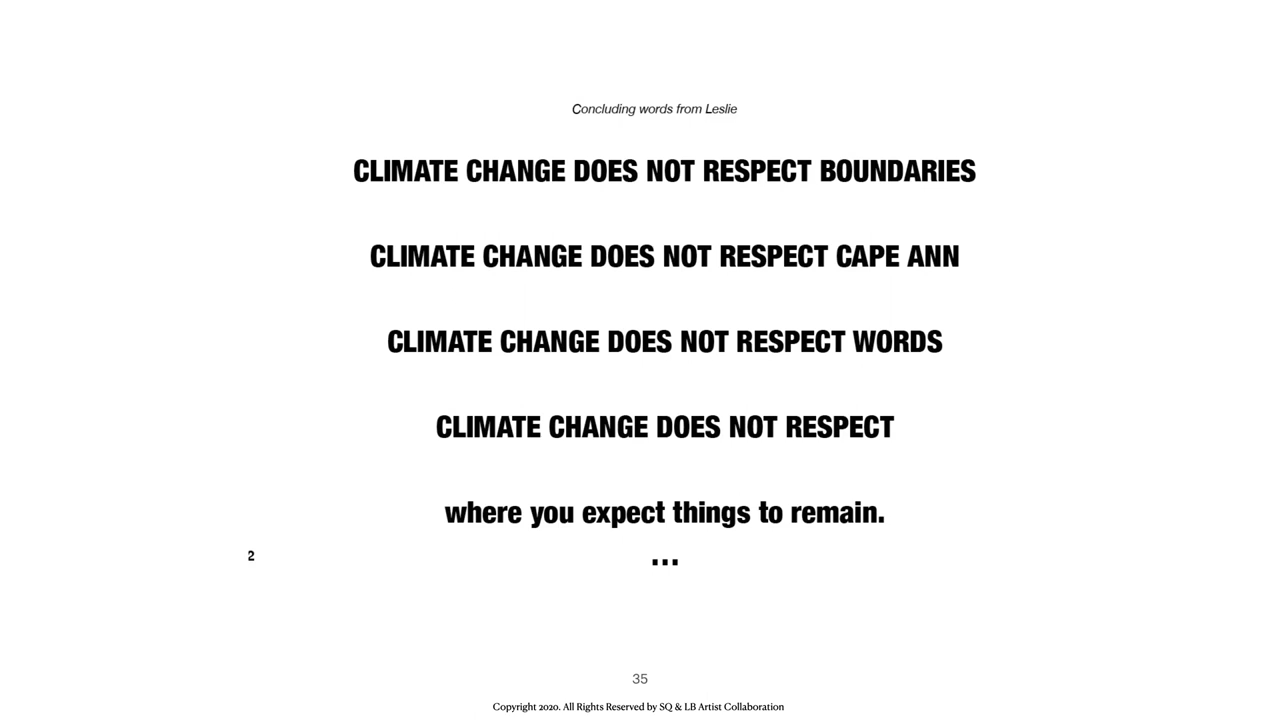 Concluding words from Leslie
CLIMATE CHANGE DOES NOT RESPECT BOUNDARIES
CLIMATE CHANGE DOES NOT RESPECT CAPE ANN
CLIMATE CHANGE DOES NOT RESPECT WORDS
CLIMATE CHANGE DOES NOT RESPECT
where you expect things to remain.
2
...
35
Copyright 2020. All Rights Reserved by SQ & LB Artist Collaboration